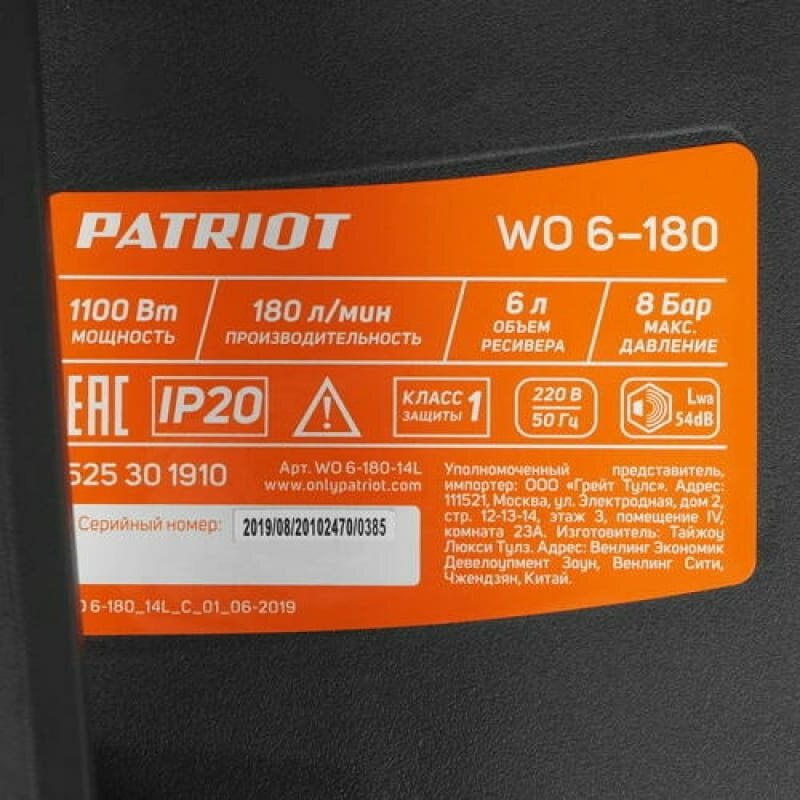 PATRIOT WO 6-180
1100 Вт 180 л/мин 6 л 8 Бар
МОЩНОСТЬ ПРОИЗВОДИТЕЛЬНОСТЬ ОБЪЕМ РЕСИВЕРА МАКС. ДАВЛЕНИЕ
EAC IP20 КЛАСС ЗАЩИТЫ 1 220 В 50 Гц Lwa 54dB
525 30 1910
Арт. WO 6-180-14L
www.onlypatriot.com
Серийный номер: 2019/08/20102470/0385
6-180_14L_C_01_06-2019
Уполномоченный представитель,
импортер: ООО «Грейт Тулс». Адрес:
111521, Москва, ул. Электродная, дом 2,
стр. 12-13-14, этаж 3, помещение IV,
комната 23А. Изготовитель: Тайчжоу
Люкси Тулз. Адрес: Венлинг Экономик
Девелоупмент Зоун, Венлинг Сити,
Чжендзян, Китай.